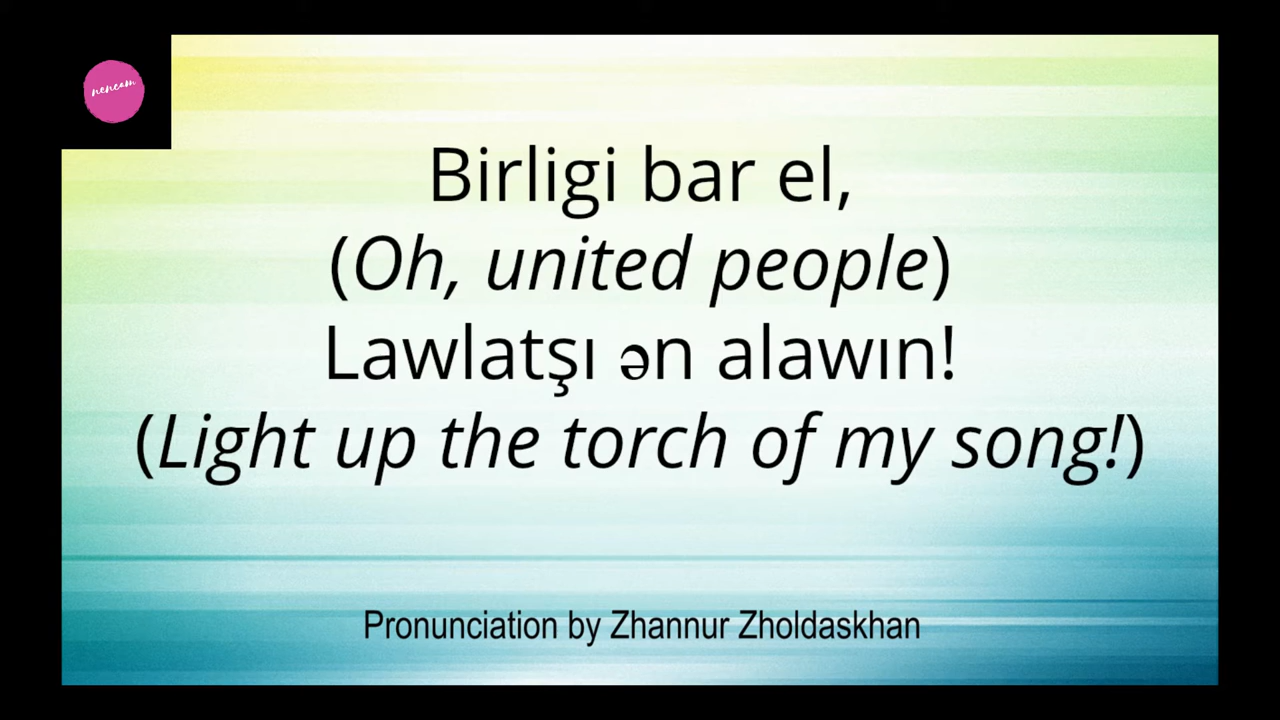 nencam
Birligi bar el,
(Oh, united people)
Lawlatşı ən alawın!
(Light up the torch of my song!)
Pronunciation by Zhannur Zholdaskhan